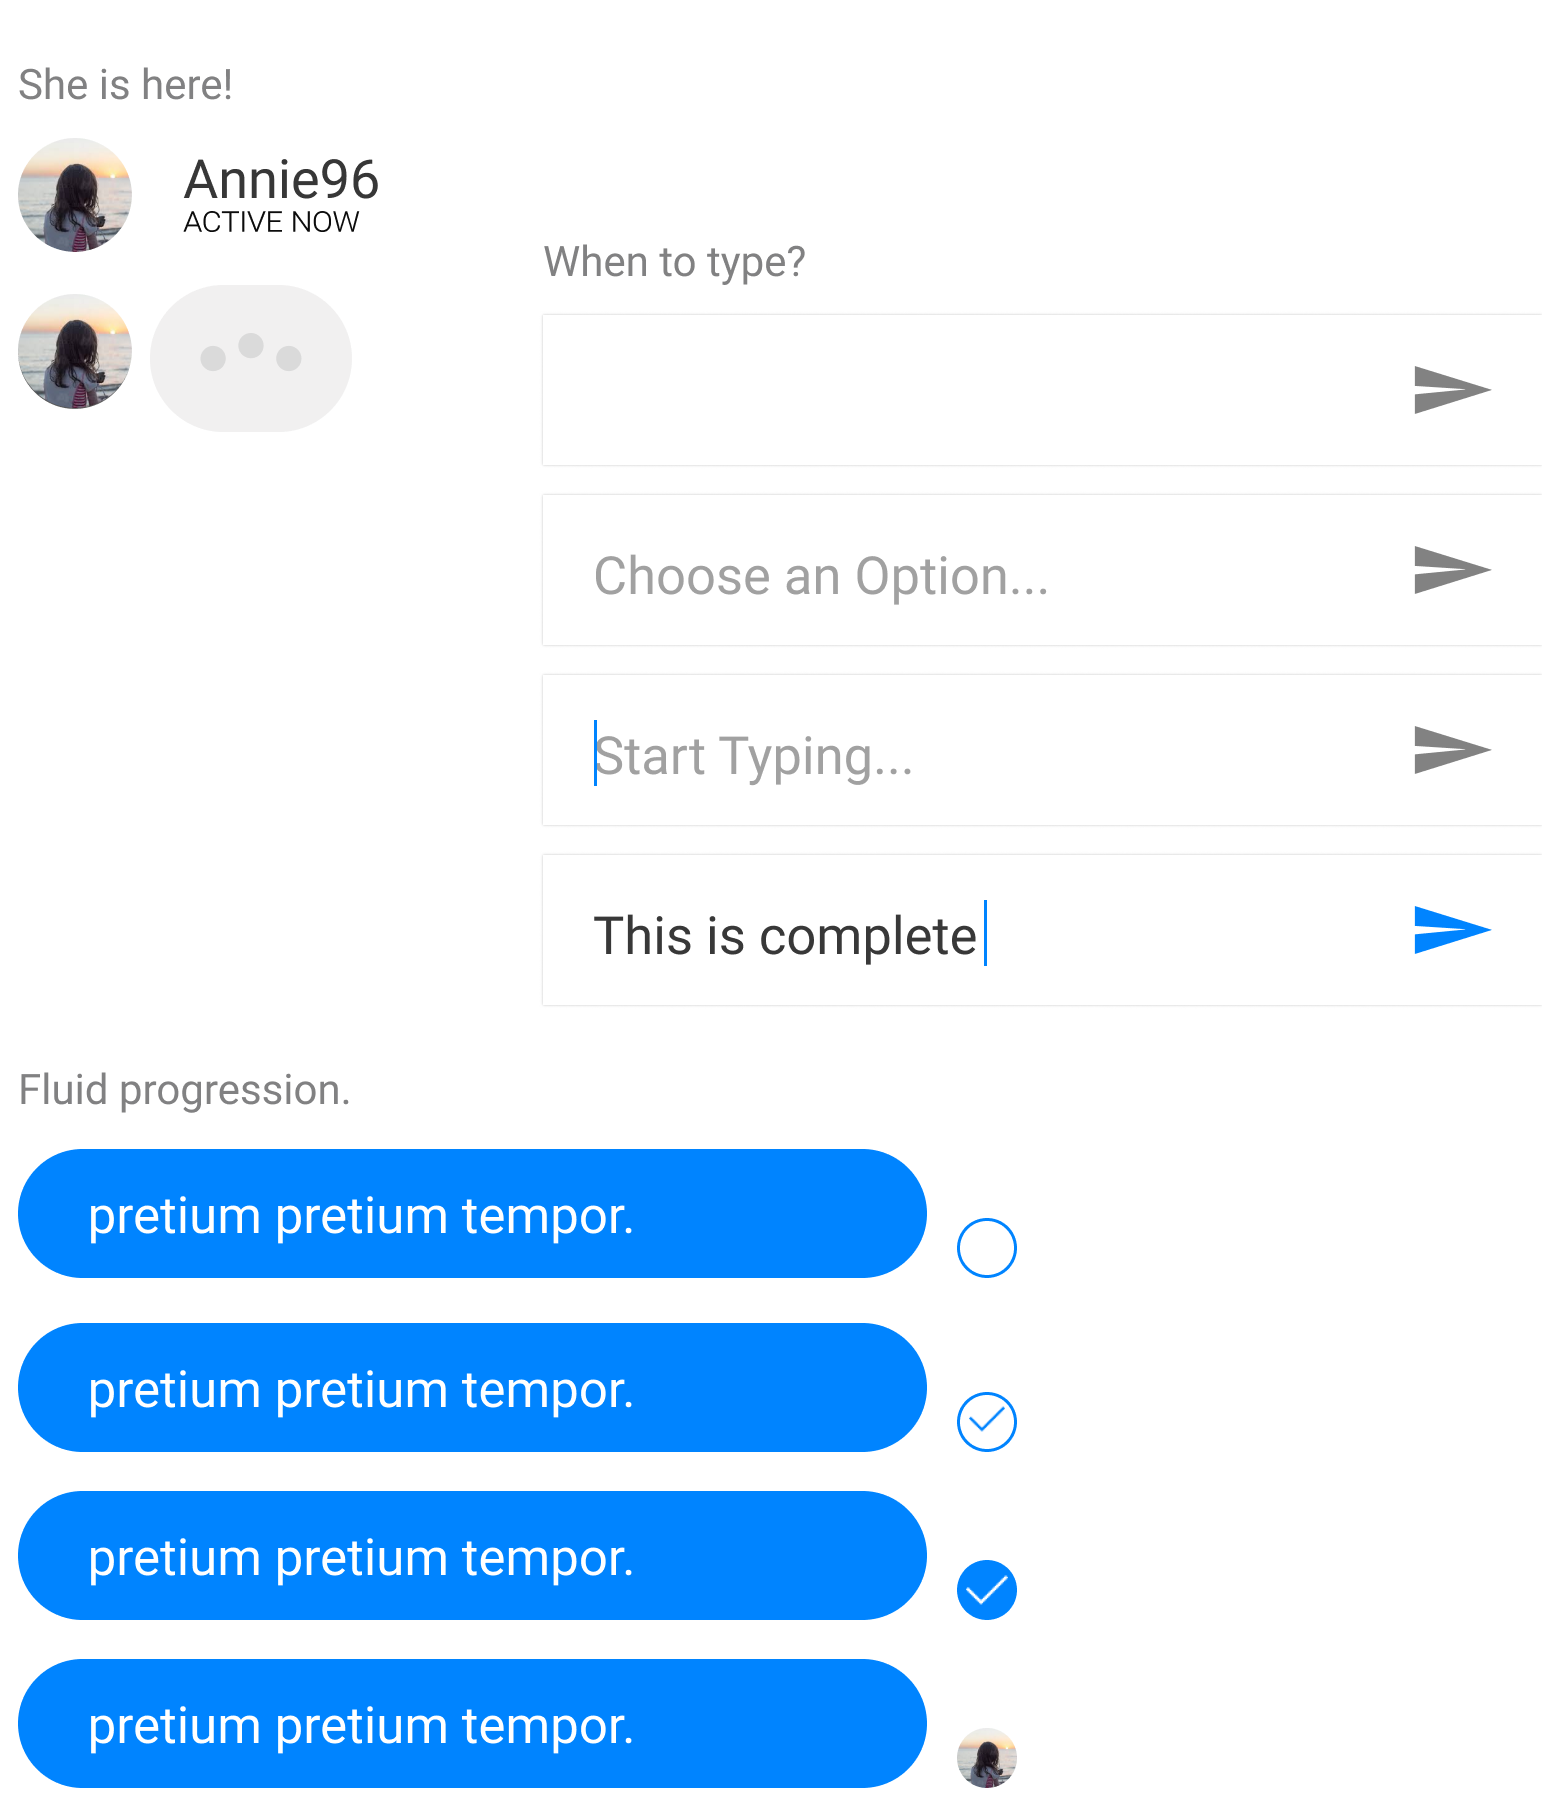 She is here!
Annie96
ACTIVE NOW
When to type?
Choose an Option...
Start Typing...
This is complete
Fluid progression.
pretium pretium tempor.
pretium pretium tempor.
pretium pretium tempor.
pretium pretium tempor.